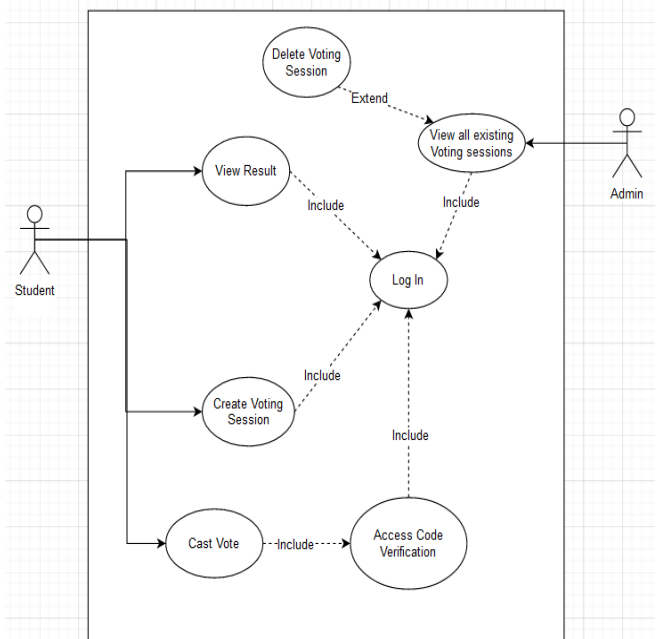 Delete Voting
Session
Extend
View all existing
Voting sessions
Admin
View Result
Include
Include
Student
Log In
Include
Create Voting
Session
Include
Cast Vote
Include
Access Code
Verification